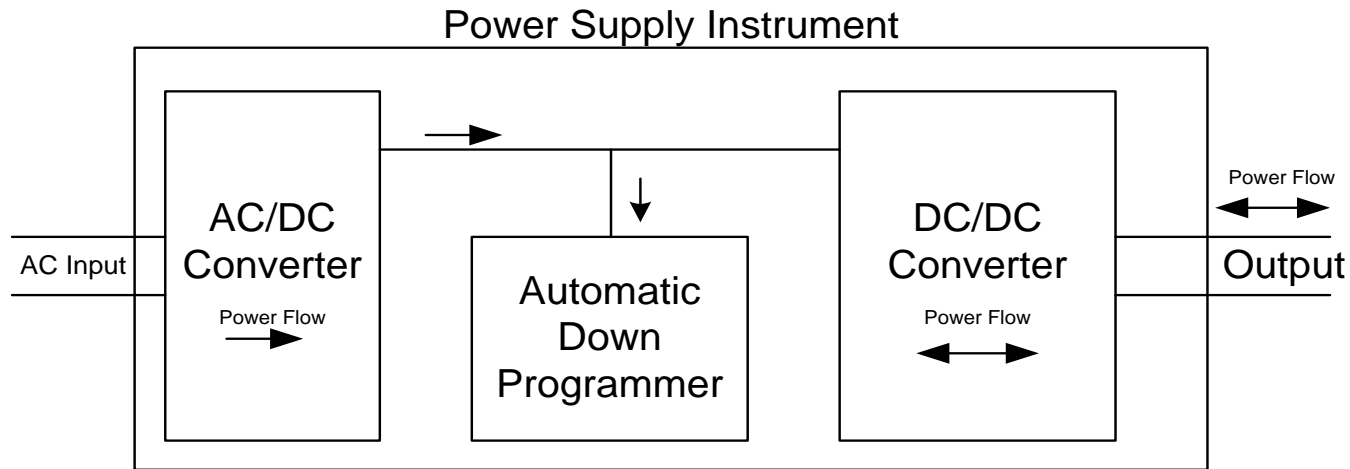 Power Supply Instrument
AC Input
AC/DC
Converter
Power Flow
Automatic
Down
Programmer
DC/DC
Converter
Power Flow
Power Flow
Output